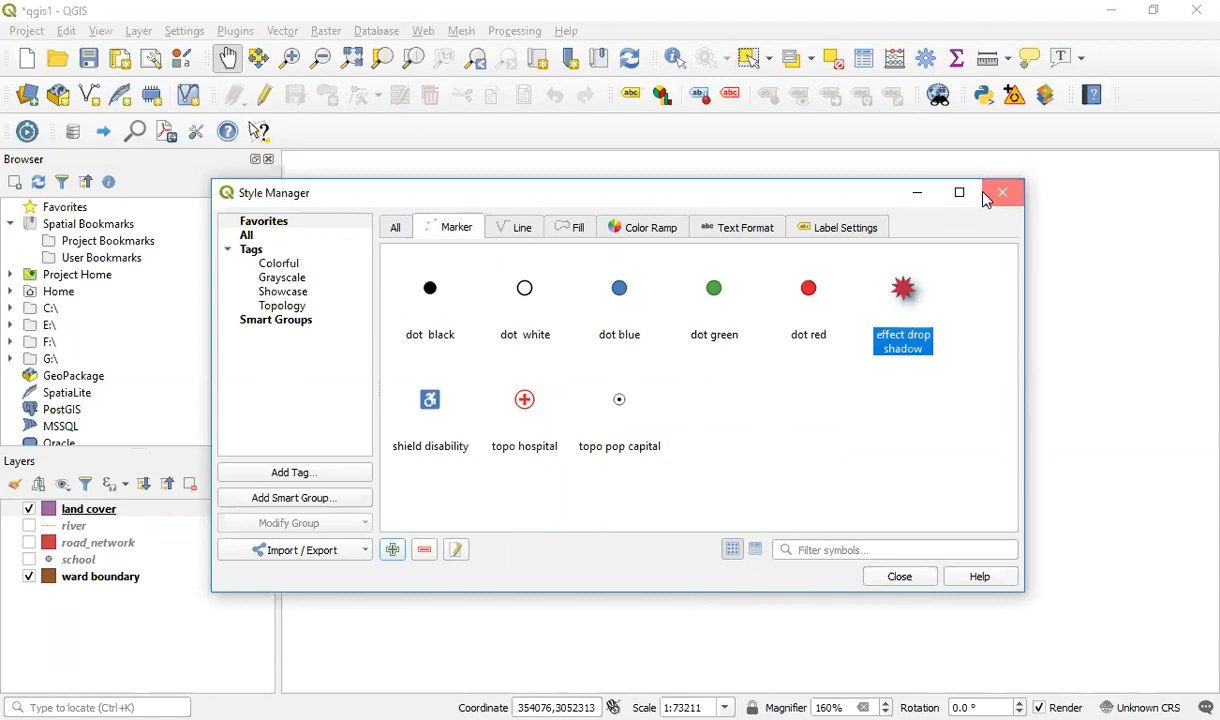 *qgis1 - QGIS
Project Edit View Layer Settings Plugins Vector Raster Database Web Mesh Processing Help
Browser
Favorites
Spatial Bookmarks
Project Bookmarks
User Bookmarks
Project Home
Home
C:\
E:\
F:\
G:\
GeoPackage
SpatiaLite
PostGIS
MSSQL
Oracle
Layers
land cover
river
road_network
school
ward boundary
Style Manager
Favorites
All
Tags
Colorful
Grayscale
Showcase
Topology
Smart Groups
Add Tag...
Add Smart Group...
Modify Group
Import / Export
All Marker Line Fill Color Ramp abc Text Format abc Label Settings
dot black dot white dot blue dot green dot red effect drop
shadow
shield disability topo hospital topo pop capital
Filter symbols...
Close Help
Type to locate (Ctrl+K) Coordinate 354076,3052313 Scale 1:73211 Magnifier 160% Rotation 0.0 ° Render Unknown CRS